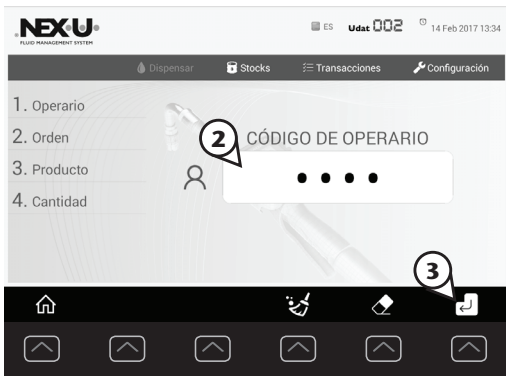 NEX·U·
FLUID MANAGEMENT SYSTEM
ES Udat 002 14 Feb 2017 13:34
Dispensar Stocks Transacciones Configuración
1. Operario
2. Orden
3. Producto
4. Cantidad
2 CÓDIGO DE OPERARIO
3